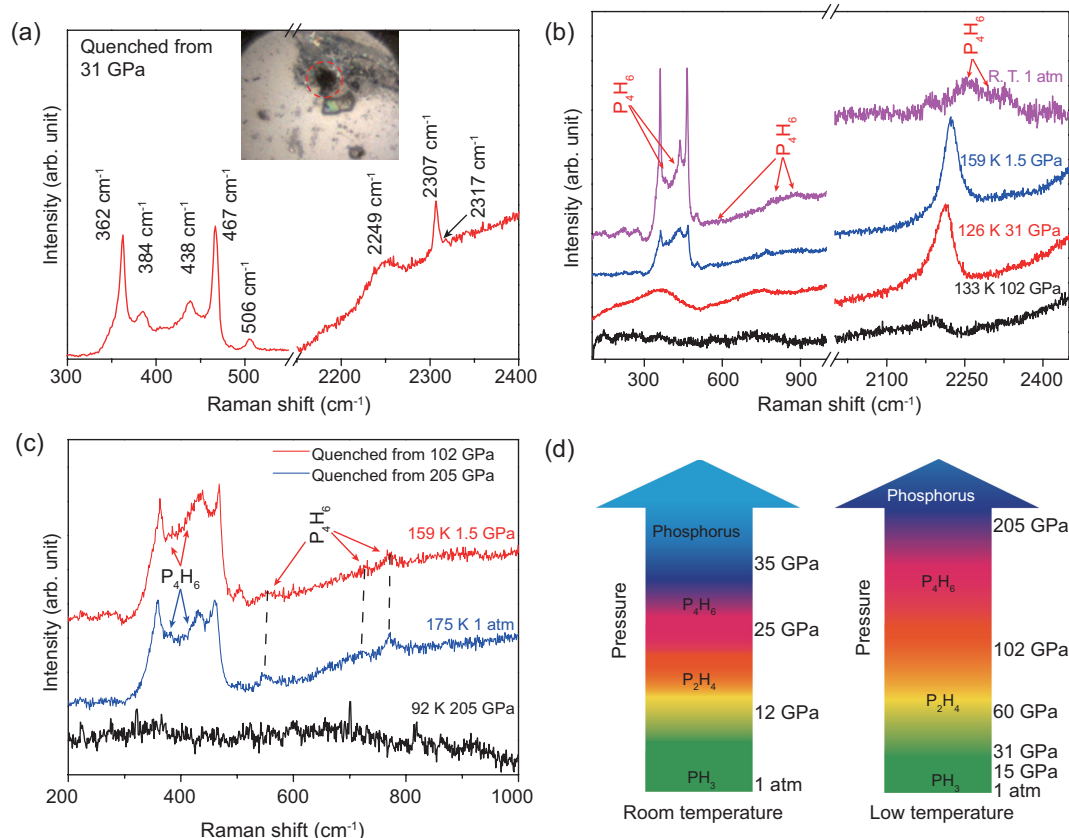 (a)
Quenched from
31 GPa
362 cm-1
384 cm-1
438 cm-1
467 cm-1
506 cm-1
2249 cm-1
2307 cm-1
2317 cm-1
Intensity (arb. unit)
300 400 500 2200 2300 2400
Raman shift (cm-1)
(b)
P4H6
P4H6
P4H6
R. T. 1 atm
159 K 1.5 GPa
126 K 31 GPa
133 K 102 GPa
Intensity (arb. unit)
300 600 900 2100 2250 2400
Raman shift (cm-1)
(c)
Quenched from 102 GPa
Quenched from 205 GPa
P4H6
159 K 1.5 GPa
P4H6
175 K 1 atm
92 K 205 GPa
Intensity (arb. unit)
200 400 600 800 1000
Raman shift (cm-1)
(d)
Pressure
Phosphorus
35 GPa
P4H6
25 GPa
P2H4
12 GPa
PH3
1 atm
Room temperature
Pressure
Phosphorus
205 GPa
P4H6
102 GPa
P2H4
60 GPa
31 GPa
15 GPa
PH3
1 atm
Low temperature